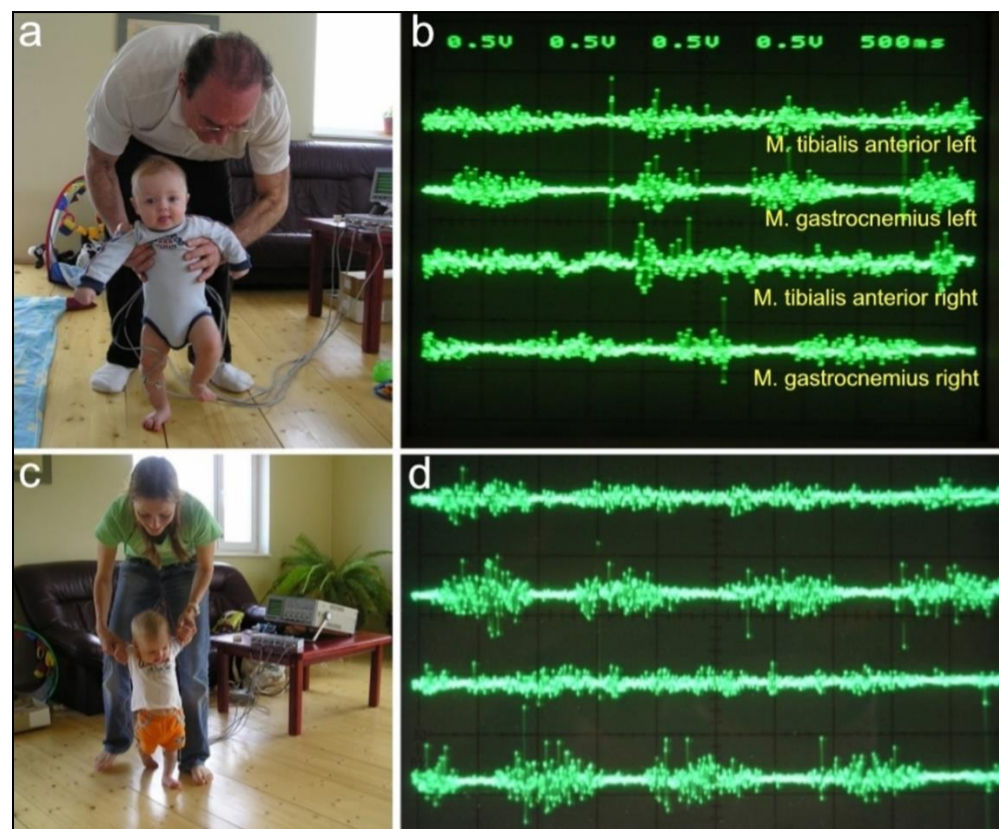 a
b
0.5V 0.5V 0.5V 0.5V 500ms
M. tibialis anterior left
M. gastrocnemius left
M. tibialis anterior right
M. gastrocnemius right
c
d